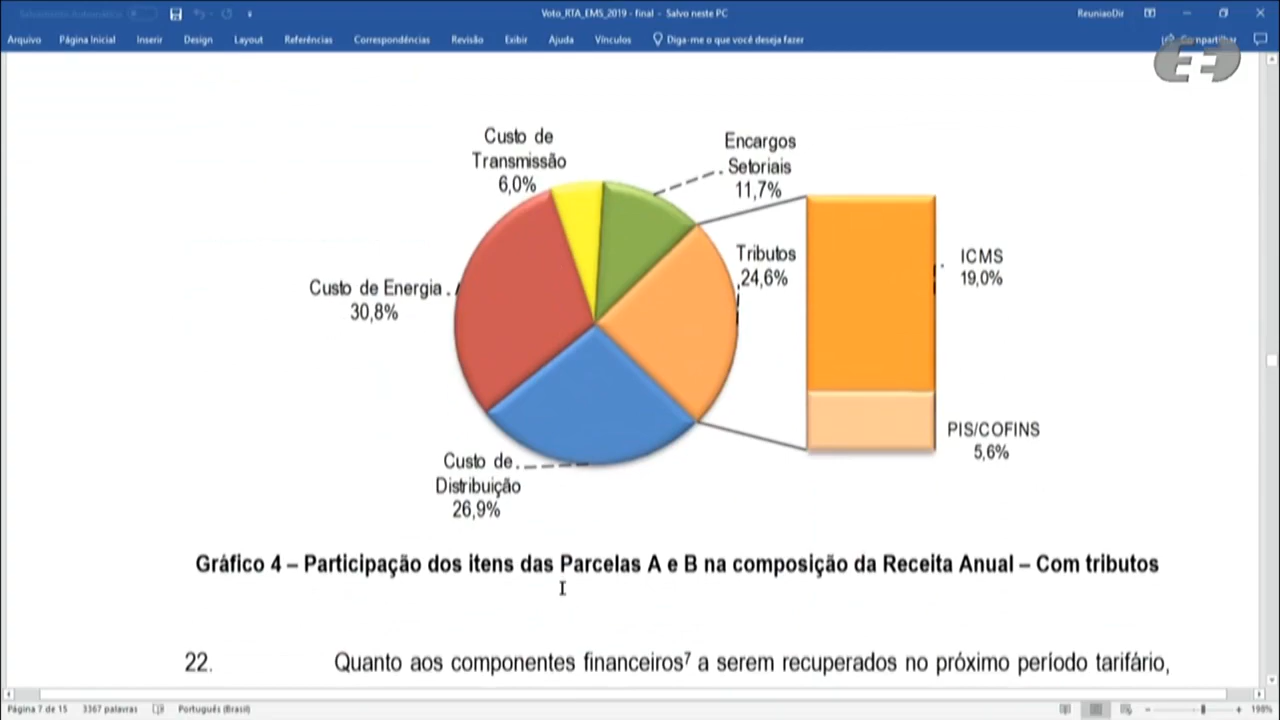 Voto_RTA_EMS_2019 - final - Salvo neste PC
ReuniaoDir
Arquivo Página Inicial Inserir Design Layout Referências Correspondências Revisão Exibir Ajuda Vínculos Diga-me o que você deseja fazer Compartilhar
Custo de
Transmissão
6,0%
Encargos
Setoriais
11,7%
Tributos
24,6%
ICMS
19,0%
Custo de Energia
30,8%
PIS/COFINS
5,6%
Custo de
Distribuição
26,9%
Gráfico 4 – Participação dos itens das Parcelas A e B na composição da Receita Anual – Com tributos
22. Quanto aos componentes financeiros⁷ a serem recuperados no próximo período tarifário,
Página 7 de 15 3367 palavras Português (Brasil) 198%